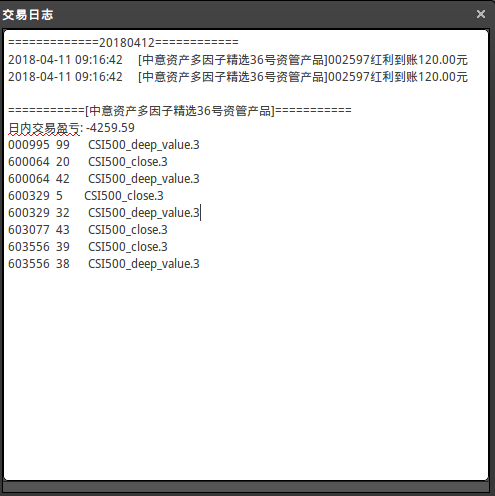 交易日志
=============20180412============
2018-04-11 09:16:42 [中意资产多因子精选36号资管产品]002597红利到账120.00元
2018-04-11 09:16:42 [中意资产多因子精选36号资管产品]002597红利到账120.00元
===========[中意资产多因子精选36号资管产品]===========
日内交易盈亏: -4259.59
000995 99 CSI500_deep_value.3
600064 20 CSI500_close.3
600064 42 CSI500_deep_value.3
600329 5 CSI500_close.3
600329 32 CSI500_deep_value.3
603077 43 CSI500_close.3
603556 39 CSI500_close.3
603556 38 CSI500_deep_value.3